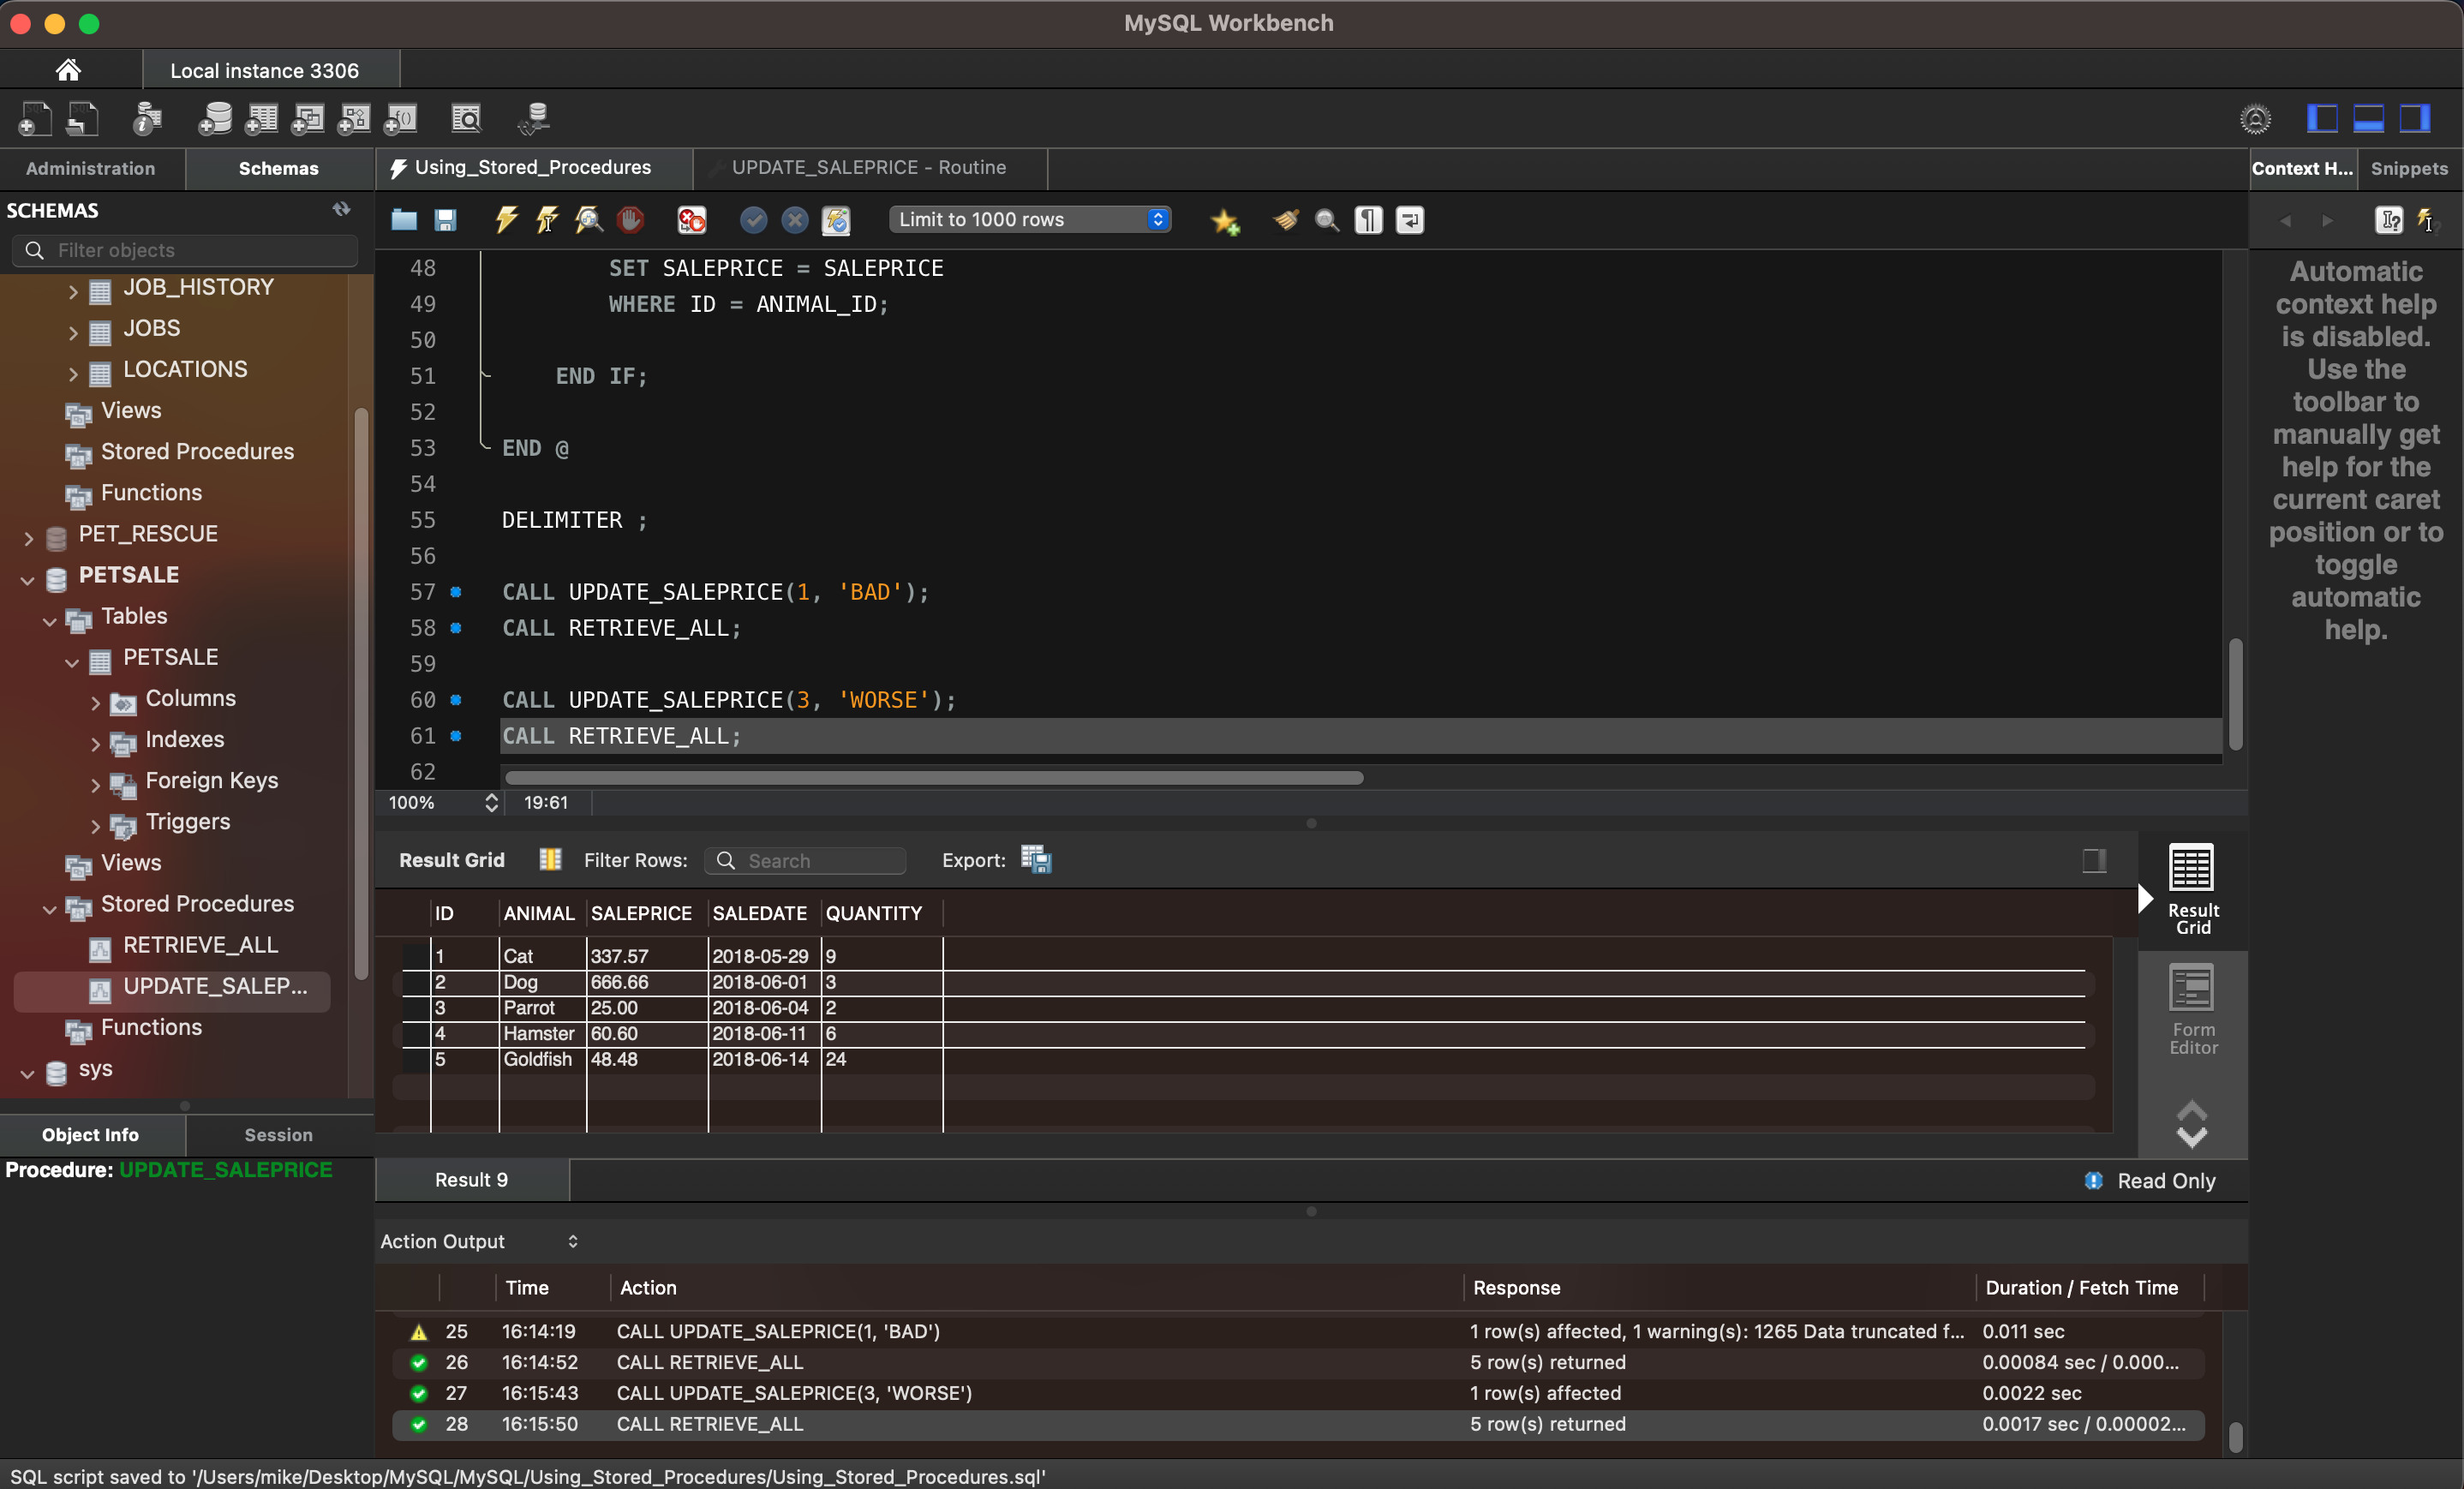 MySQL Workbench
Local instance 3306
Administration
Schemas
Using_Stored_Procedures
UPDATE_SALEPRICE - Routine
Context H...
Snippets
SCHEMAS
Filter objects
JOB_HISTORY
JOBS
LOCATIONS
Views
Stored Procedures
Functions
PET_RESCUE
PETSALE
Tables
PETSALE
Columns
Indexes
Foreign Keys
Triggers
Views
Stored Procedures
RETRIEVE_ALL
UPDATE_SALEP...
Functions
sys
Object Info
Session
Procedure: UPDATE_SALEPRICE
Limit to 1000 rows
48 SET SALEPRICE = SALEPRICE
49 WHERE ID = ANIMAL_ID;
50
51 END IF;
52
53 END @
54
55 DELIMITER ;
56
57 CALL UPDATE_SALEPRICE(1, 'BAD');
58 CALL RETRIEVE_ALL;
59
60 CALL UPDATE_SALEPRICE(3, 'WORSE');
61 CALL RETRIEVE_ALL;
62
100% 19:61
Automatic
context help
is disabled.
Use the
toolbar to
manually get
help for the
current caret
position or to
toggle
automatic
help.
Result Grid Filter Rows: Search Export:
ID ANIMAL SALEPRICE SALEDATE QUANTITY
1 Cat 337.57 2018-05-29 9
2 Dog 666.66 2018-06-01 3
3 Parrot 25.00 2018-06-04 2
4 Hamster 60.60 2018-06-11 6
5 Goldfish 48.48 2018-06-14 24
Result
Grid
Form
Editor
Result 9
Read Only
Action Output
Time Action Response Duration / Fetch Time
25 16:14:19 CALL UPDATE_SALEPRICE(1, 'BAD') 1 row(s) affected, 1 warning(s): 1265 Data truncated f... 0.011 sec
26 16:14:52 CALL RETRIEVE_ALL 5 row(s) returned 0.00084 sec / 0.000...
27 16:15:43 CALL UPDATE_SALEPRICE(3, 'WORSE') 1 row(s) affected 0.0022 sec
28 16:15:50 CALL RETRIEVE_ALL 5 row(s) returned 0.0017 sec / 0.00002...
SQL script saved to '/Users/mike/Desktop/MySQL/MySQL/Using_Stored_Procedures/Using_Stored_Procedures.sql'